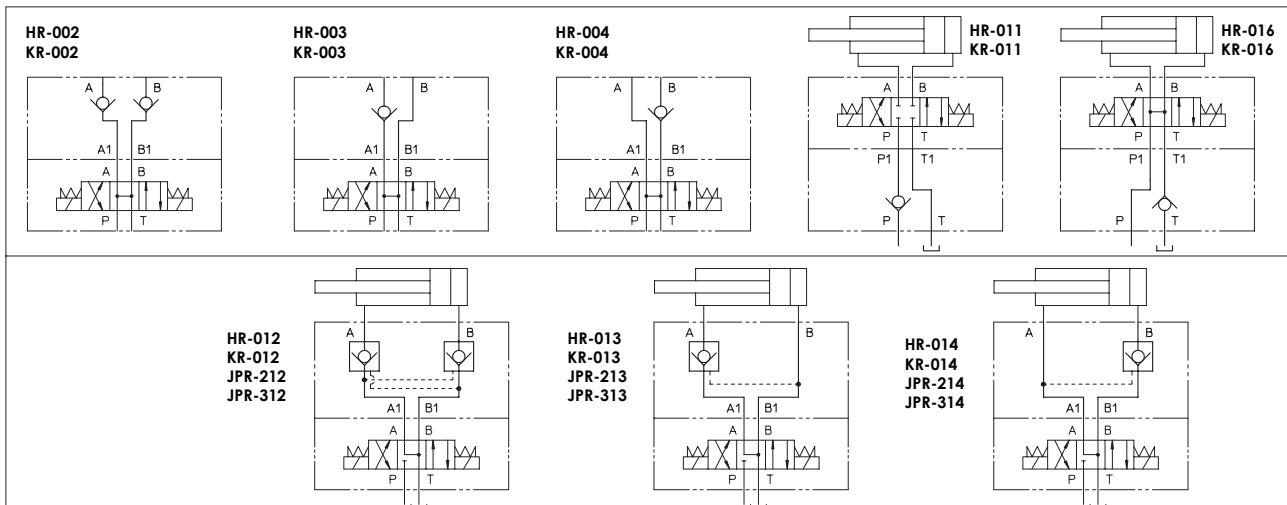 HR-002
KR-002
A B
A1 B1
A B
P T
HR-003
KR-003
A B
A1 B1
A B
P T
HR-004
KR-004
A B
A1 B1
A B
P T
HR-011
KR-011
A B
P T
P1 T1
P T
HR-016
KR-016
A B
P T
P1 T1
P T
HR-012
KR-012
JPR-212
JPR-312
A B
A1 B1
A B
P T
HR-013
KR-013
JPR-213
JPR-313
A B
A1 B1
A B
P T
HR-014
KR-014
JPR-214
JPR-314
A B
A1 B1
A B
P T